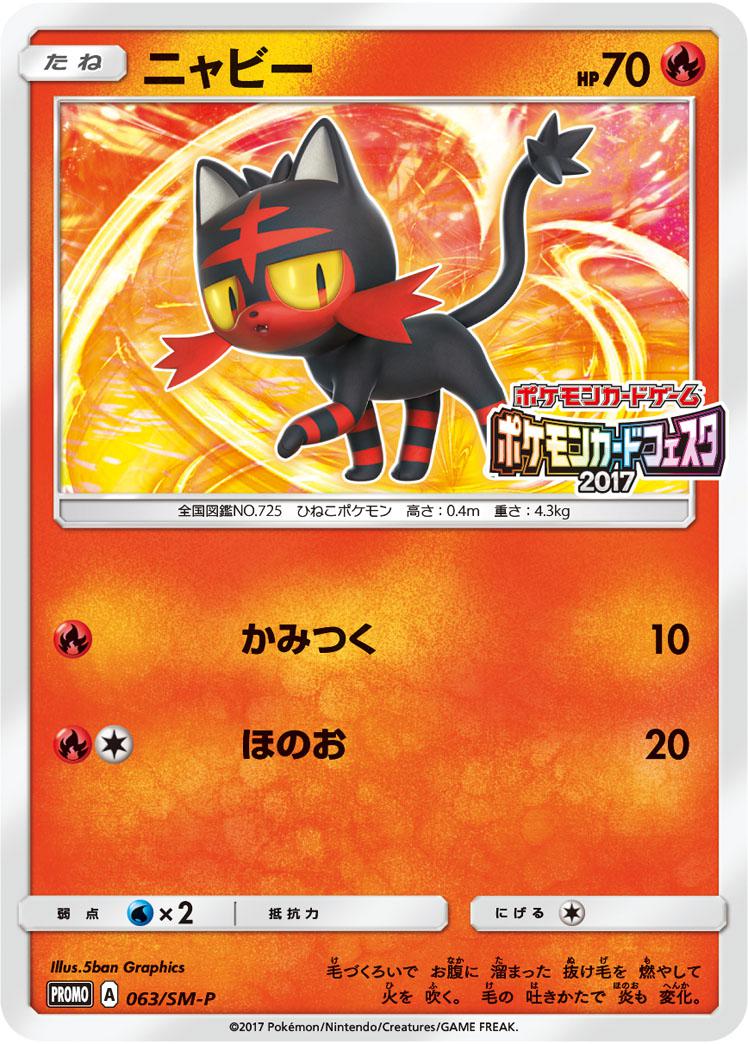 たね ニャビー HP70
ポケモンカードゲーム
ポケモンカードフェスタ
2017
全国図鑑NO.725 ひねこポケモン 高さ：0.4m 重さ：4.3kg
かみつく 10
ほのお 20
弱点 ×2 抵抗力 にげる
Illus.5ban Graphics
毛づくろいで お腹に 溜まった 抜け毛を 燃やして
火を 吹く。 毛の 吐きかたで 炎も 変化。
PROMO A 063/SM-P
©2017 Pokémon/Nintendo/Creatures/GAME FREAK.